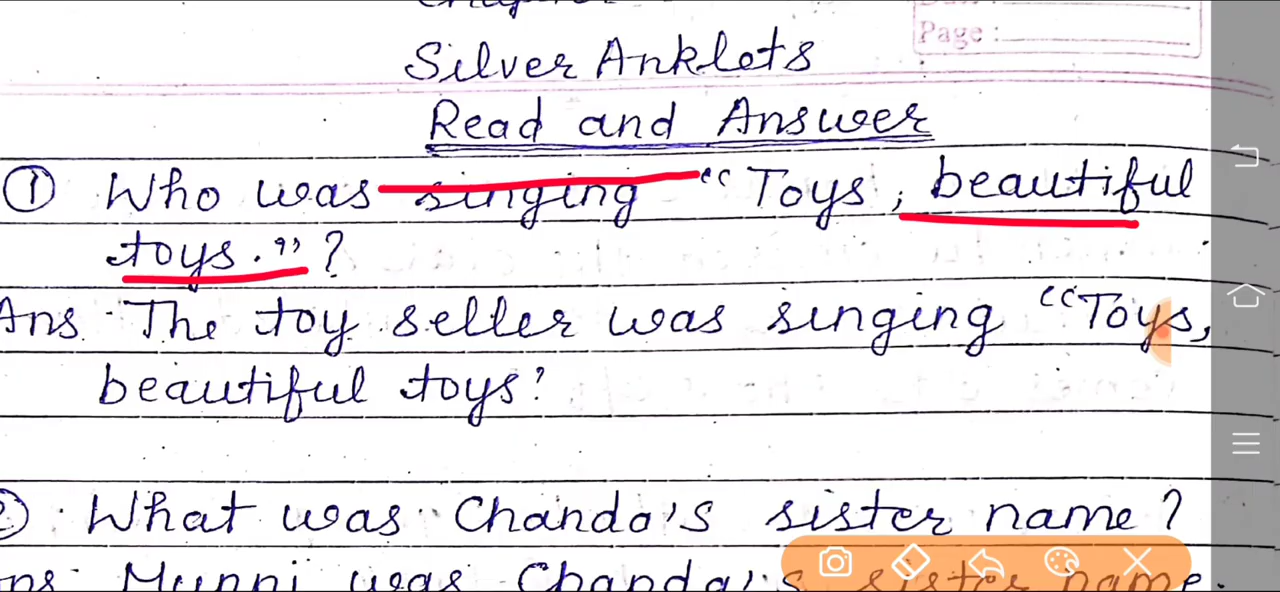 Page :
Silver Anklets
Read and Answer
① Who was singing “Toys, beautiful
toys.”?
Ans. The toy seller was singing “Toys,
beautiful toys?
What was Chanda's sister name?
Munni was Chanda's sister name.